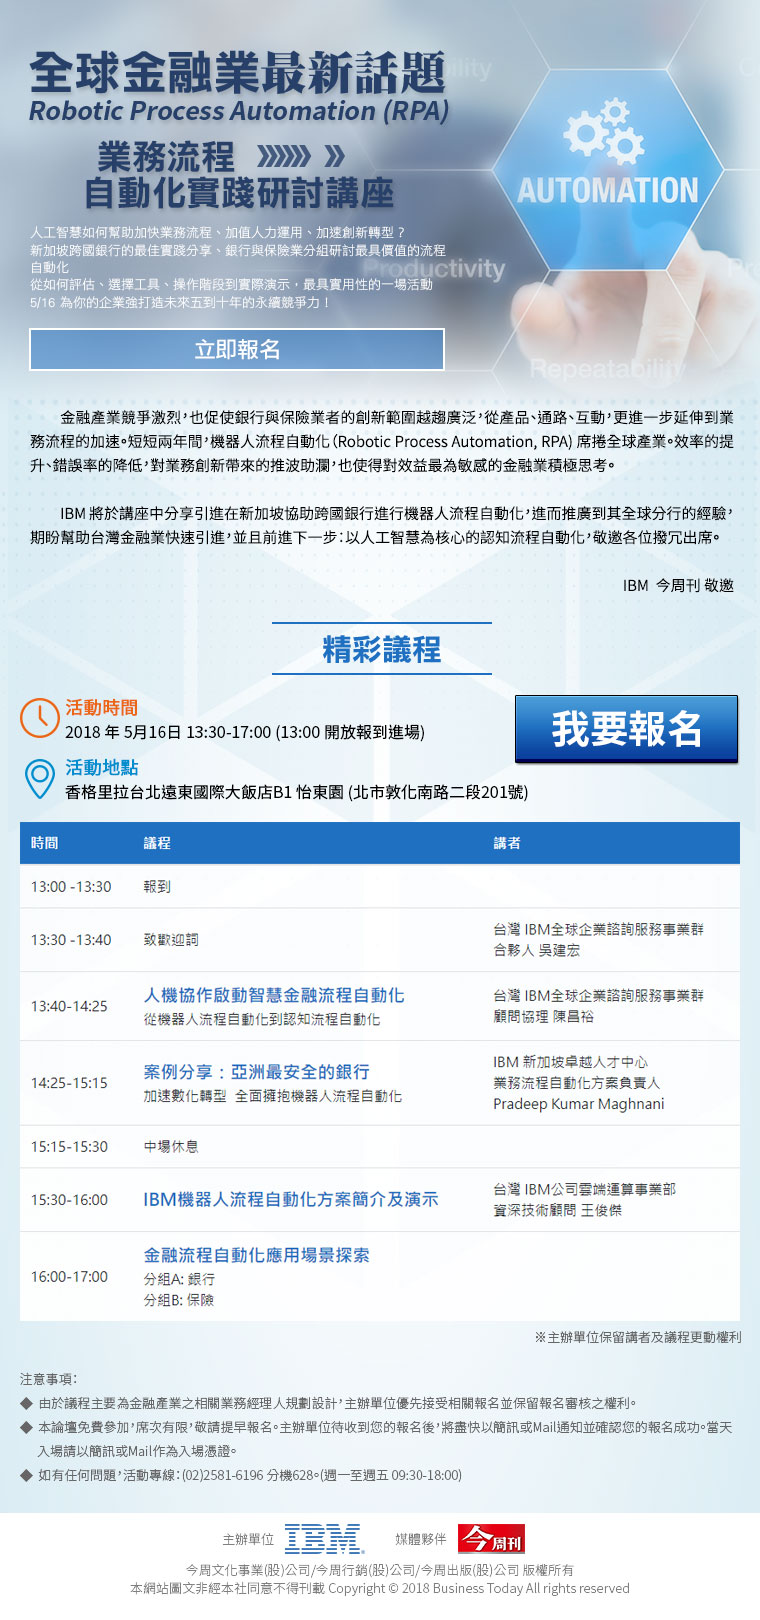 全球金融業最新話題
Robotic Process Automation (RPA)
業務流程
自動化實踐研討講座
AUTOMATION
Productivity
Repeatability
人工智慧如何幫助加快業務流程、加值人力運用、加速創新轉型？
新加坡跨國銀行的最佳實踐分享、銀行與保險業分組研討最具價值的流程
自動化
從如何評估、選擇工具、操作階段到實際演示，最具實用性的一場活動
5/16 為你的企業強打造未來五到十年的永續競爭力！
立即報名
金融產業競爭激烈，也促使銀行與保險業者的創新範圍越趨廣泛，從產品、通路、互動，更進一步延伸到業
務流程的加速。短短兩年間，機器人流程自動化（Robotic Process Automation, RPA) 席捲全球產業。效率的提
升、錯誤率的降低，對業務創新帶來的推波助瀾，也使得對效益最為敏感的金融業積極思考。
IBM 將於講座中分享引進在新加坡協助跨國銀行進行機器人流程自動化，進而推廣到其全球分行的經驗，
期盼幫助台灣金融業快速引進，並且前進下一步：以人工智慧為核心的認知流程自動化，敬邀各位撥冗出席。
IBM 今周刊 敬邀
精彩議程
活動時間
2018 年 5月16日 13:30-17:00 (13:00 開放報到進場)
我要報名
活動地點
香格里拉台北遠東國際大飯店B1 怡東園 (北市敦化南路二段201號)
時間 議程 講者
13:00 -13:30 報到
13:30 -13:40 致歡迎詞 台灣 IBM全球企業諮詢服務事業群
合夥人 吳建宏
13:40-14:25 人機協作啟動智慧金融流程自動化
從機器人流程自動化到認知流程自動化
台灣 IBM全球企業諮詢服務事業群
顧問協理 陳昌裕
14:25-15:15 案例分享：亞洲最安全的銀行
加速數化轉型 全面擁抱機器人流程自動化
IBM 新加坡卓越人才中心
業務流程自動化方案負責人
Pradeep Kumar Maghnani
15:15-15:30 中場休息
15:30-16:00 IBM機器人流程自動化方案簡介及演示
台灣 IBM公司雲端運算事業部
資深技術顧問 王俊傑
16:00-17:00 金融流程自動化應用場景探索
分組A: 銀行
分組B: 保險
※主辦單位保留講者及議程更動權利
注意事項：
◆ 由於議程主要為金融產業之相關業務經理人規劃設計，主辦單位優先接受相關報名並保留報名審核之權利。
◆ 本論壇免費參加，席次有限，敬請提早報名。主辦單位待收到您的報名後，將盡快以簡訊或Mail通知並確認您的報名成功。當天
入場請以簡訊或Mail作為入場憑證。
◆ 如有任何問題，活動專線：(02)2581-6196 分機628。(週一至週五 09:30-18:00)
主辦單位 IBM 媒體夥伴 今周刊
今周文化事業(股)公司/今周行銷(股)公司/今周出版(股)公司 版權所有
本網站圖文非經本社同意不得刊載 Copyright © 2018 Business Today All rights reserved